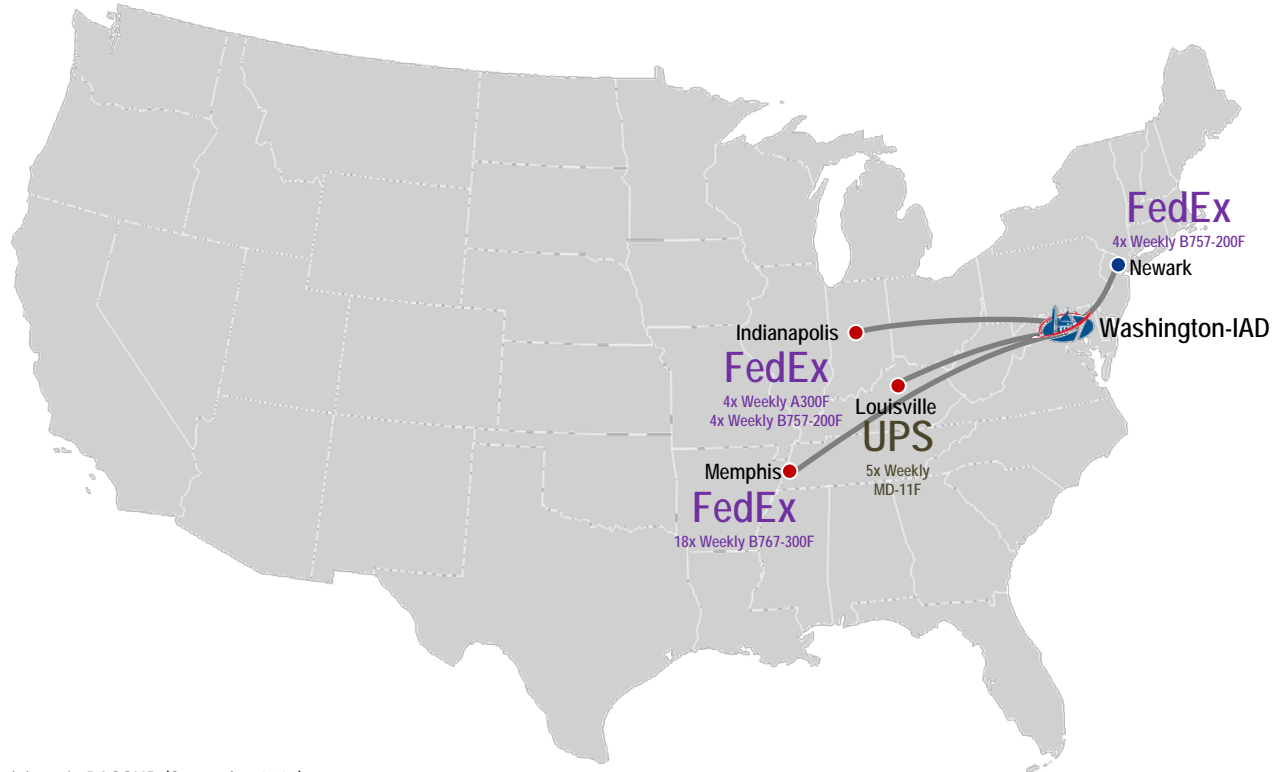 FedEx
4x Weekly B757-200F
Newark
Washington-IAD
Indianapolis
FedEx
4x Weekly A300F
4x Weekly B757-200F
Louisville
UPS
5x Weekly
MD-11F
Memphis
FedEx
18x Weekly B767-300F